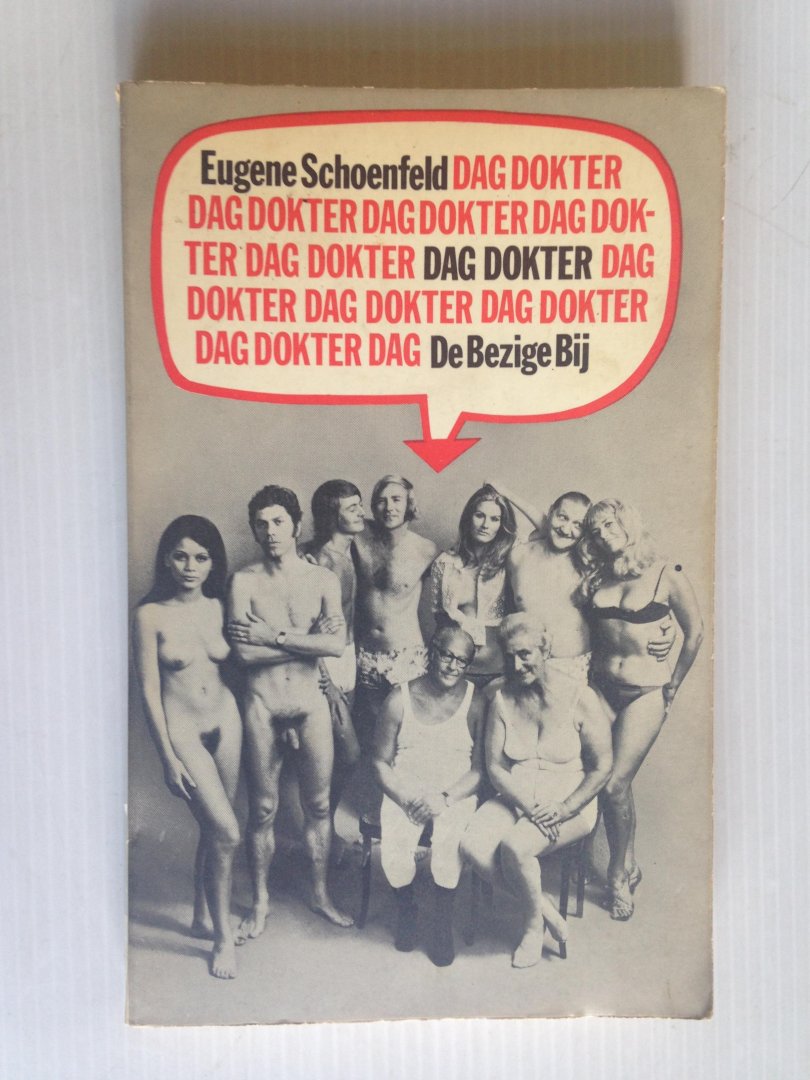 Eugene Schoenfeld DAG DOKTER
DAG DOKTER DAG DOKTER DAG DOK-
TER DAG DOKTER DAG DOKTER DAG
DOKTER DAG DOKTER DAG DOKTER
DAG DOKTER DAG De Bezige Bij